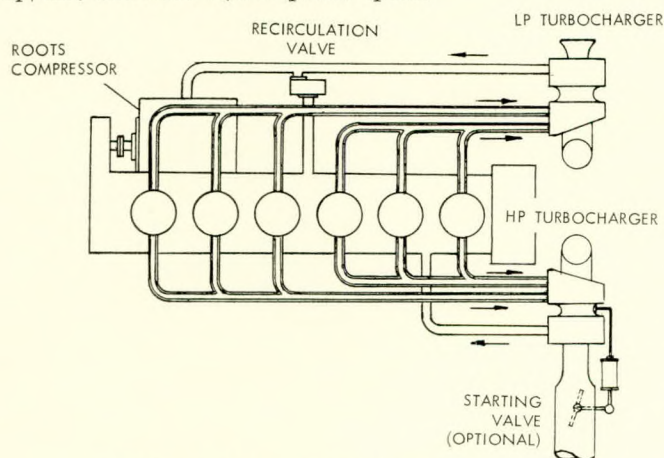 LP TURBOCHARGER
RECIRCULATION
VALVE
ROOTS
COMPRESSOR
HP TURBOCHARGER
STARTING
VALVE
(OPTIONAL)